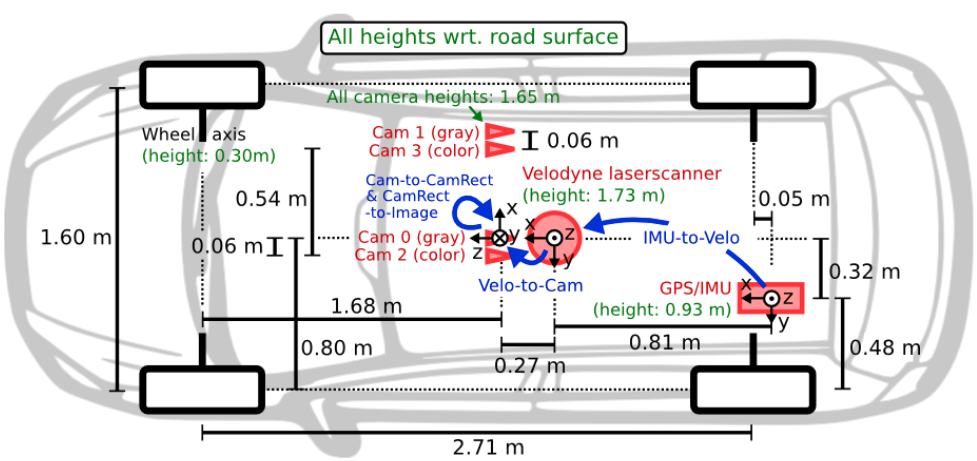 All heights wrt. road surface
All camera heights: 1.65 m
Wheel axis
(height: 0.30m)
Cam 1 (gray)
Cam 3 (color)
0.06 m
Velodyne laserscanner
(height: 1.73 m)
Cam-to-CamRect
& CamRect
-to-Image
0.54 m
0.05 m
x
x
1.60 m
0.06 m
Cam 0 (gray)
Cam 2 (color)
y
z
z
y
IMU-to-Velo
0.32 m
Velo-to-Cam
GPS/IMU
(height: 0.93 m)
x
z
y
1.68 m
0.80 m
0.27 m
0.81 m
0.48 m
2.71 m